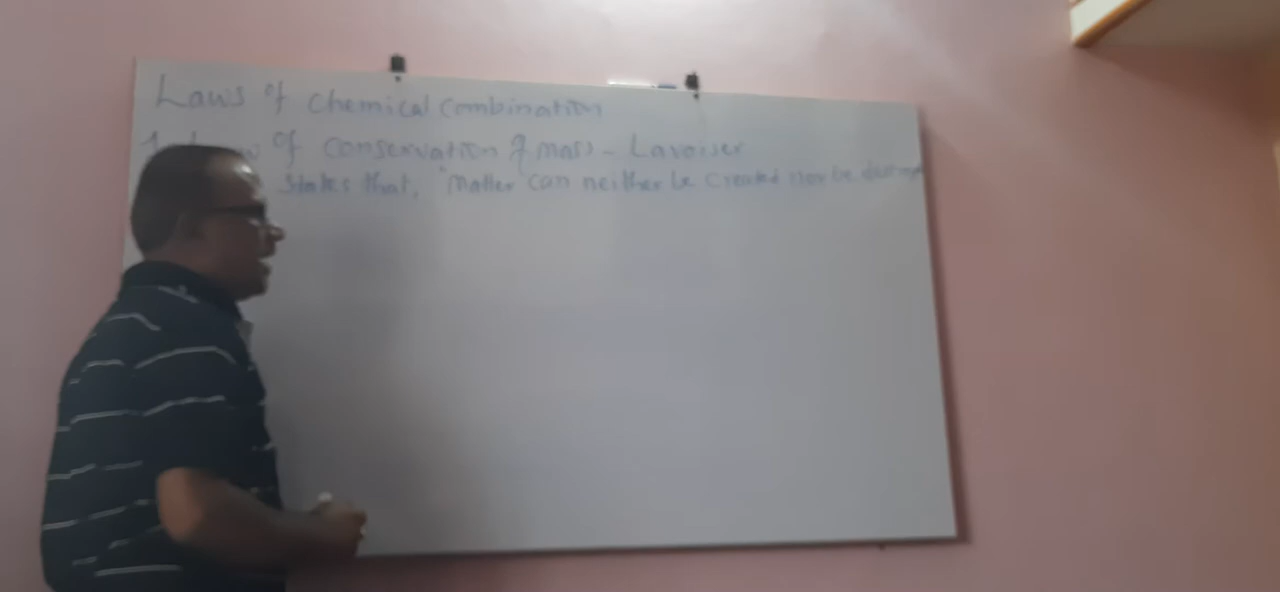 Laws of chemical combination
1. Law of conservation of mass - Lavoiser
states that, "Matter can neither be created nor be destroy